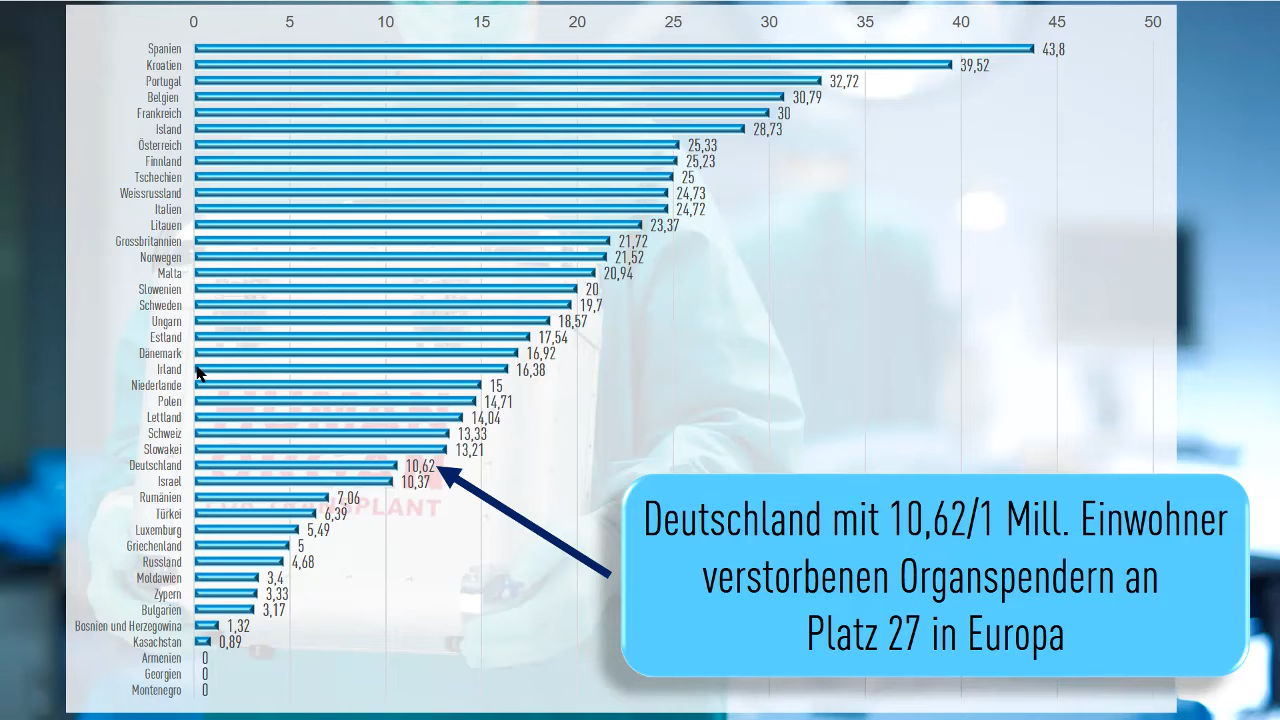 0 5 10 15 20 25 30 35 40 45 50
Spanien 43,8
Kroatien 39,52
Portugal 32,72
Belgien 30,79
Frankreich 30
Island 28,73
Österreich 25,33
Finnland 25,23
Tschechien 25
Weissrussland 24,73
Italien 24,72
Litauen 23,37
Grossbritannien 21,72
Norwegen 21,52
Malta 20,94
Slowenien 20
Schweden 19,7
Ungarn 18,57
Estland 17,54
Dänemark 16,92
Irland 16,38
Niederlande 15
Polen 14,71
Lettland 14,04
Schweiz 13,33
Slowakei 13,21
Deutschland 10,62
Israel 10,37
Rumänien 7,06
Türkei 6,39
Luxemburg 5,49
Griechenland 5
Russland 4,68
Moldawien 3,4
Zypern 3,33
Bulgarien 3,17
Bosnien und Herzegowina 1,32
Kasachstan 0,89
Armenien 0
Georgien 0
Montenegro 0
HUMAN
ORGAN
FOR TRANSPLANT
Deutschland mit 10,62/1 Mill. Einwohner
verstorbenen Organspendern an
Platz 27 in Europa